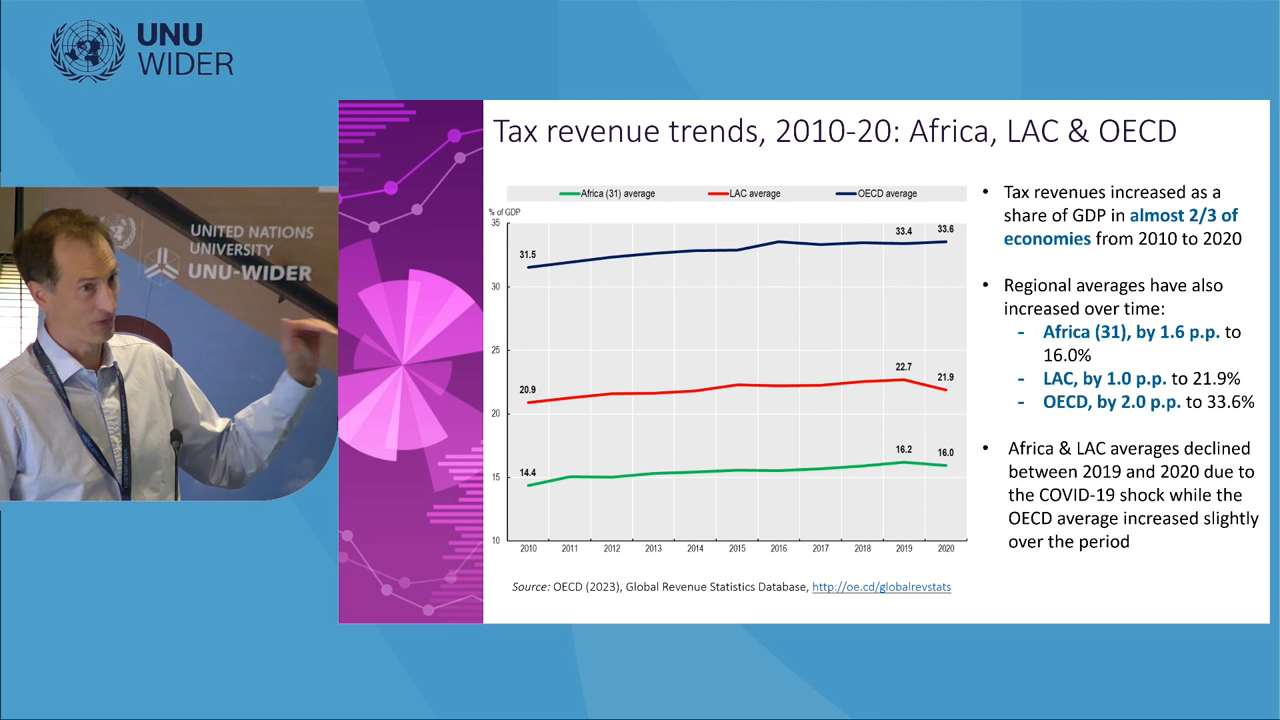 UNU
WIDER
UNITED NATIONS
UNIVERSITY
UNU-WIDER
Tax revenue trends, 2010-20: Africa, LAC & OECD
Africa (31) average
LAC average
OECD average
% of GDP
35
30
25
20
15
10
31.5
33.4
33.6
20.9
22.7
21.9
14.4
16.2
16.0
2010
2011
2012
2013
2014
2015
2016
2017
2018
2019
2020
Source: OECD (2023), Global Revenue Statistics Database, http://oe.cd/globalrevstats
• Tax revenues increased as a
share of GDP in almost 2/3 of
economies from 2010 to 2020
• Regional averages have also
increased over time:
- Africa (31), by 1.6 p.p. to
16.0%
- LAC, by 1.0 p.p. to 21.9%
- OECD, by 2.0 p.p. to 33.6%
• Africa & LAC averages declined
between 2019 and 2020 due to
the COVID-19 shock while the
OECD average increased slightly
over the period